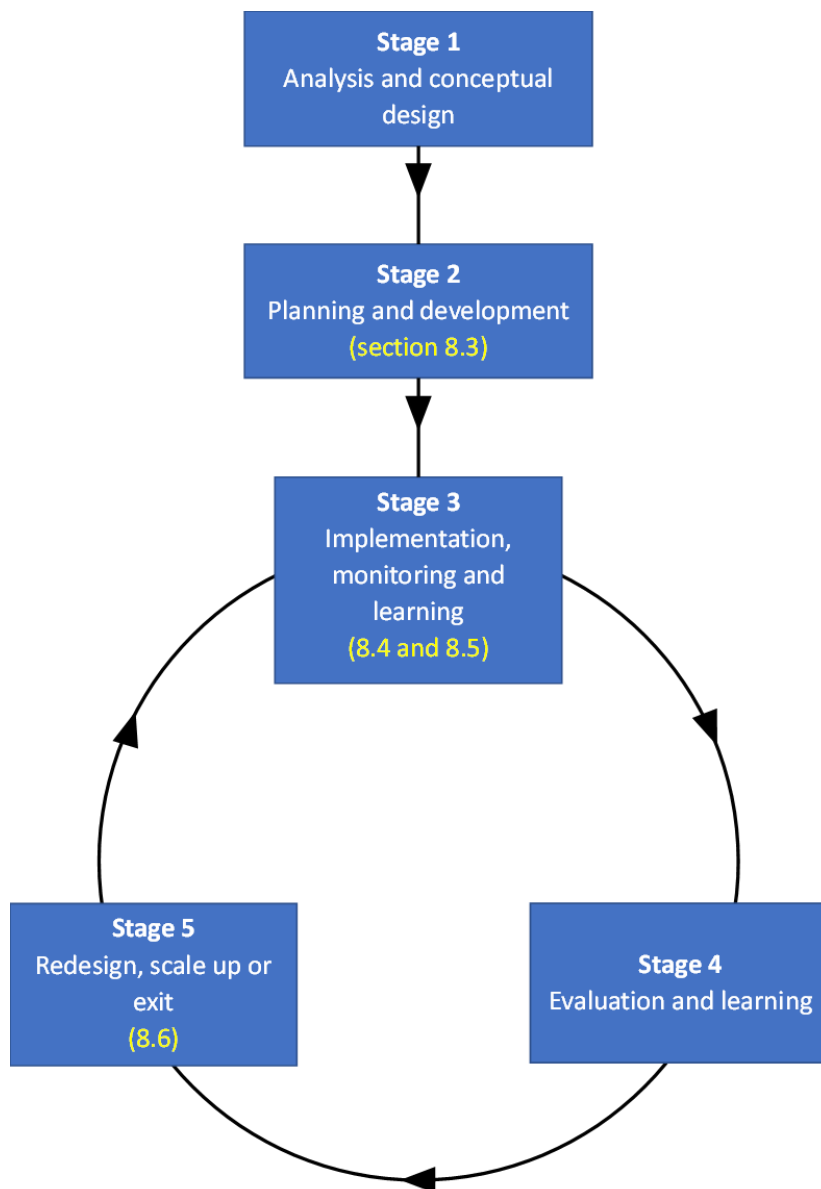 Stage 1
Analysis and conceptual
design
Stage 2
Planning and development
(section 8.3)
Stage 3
Implementation,
monitoring and
learning
(8.4 and 8.5)
Stage 4
Evaluation and learning
Stage 5
Redesign, scale up or
exit
(8.6)